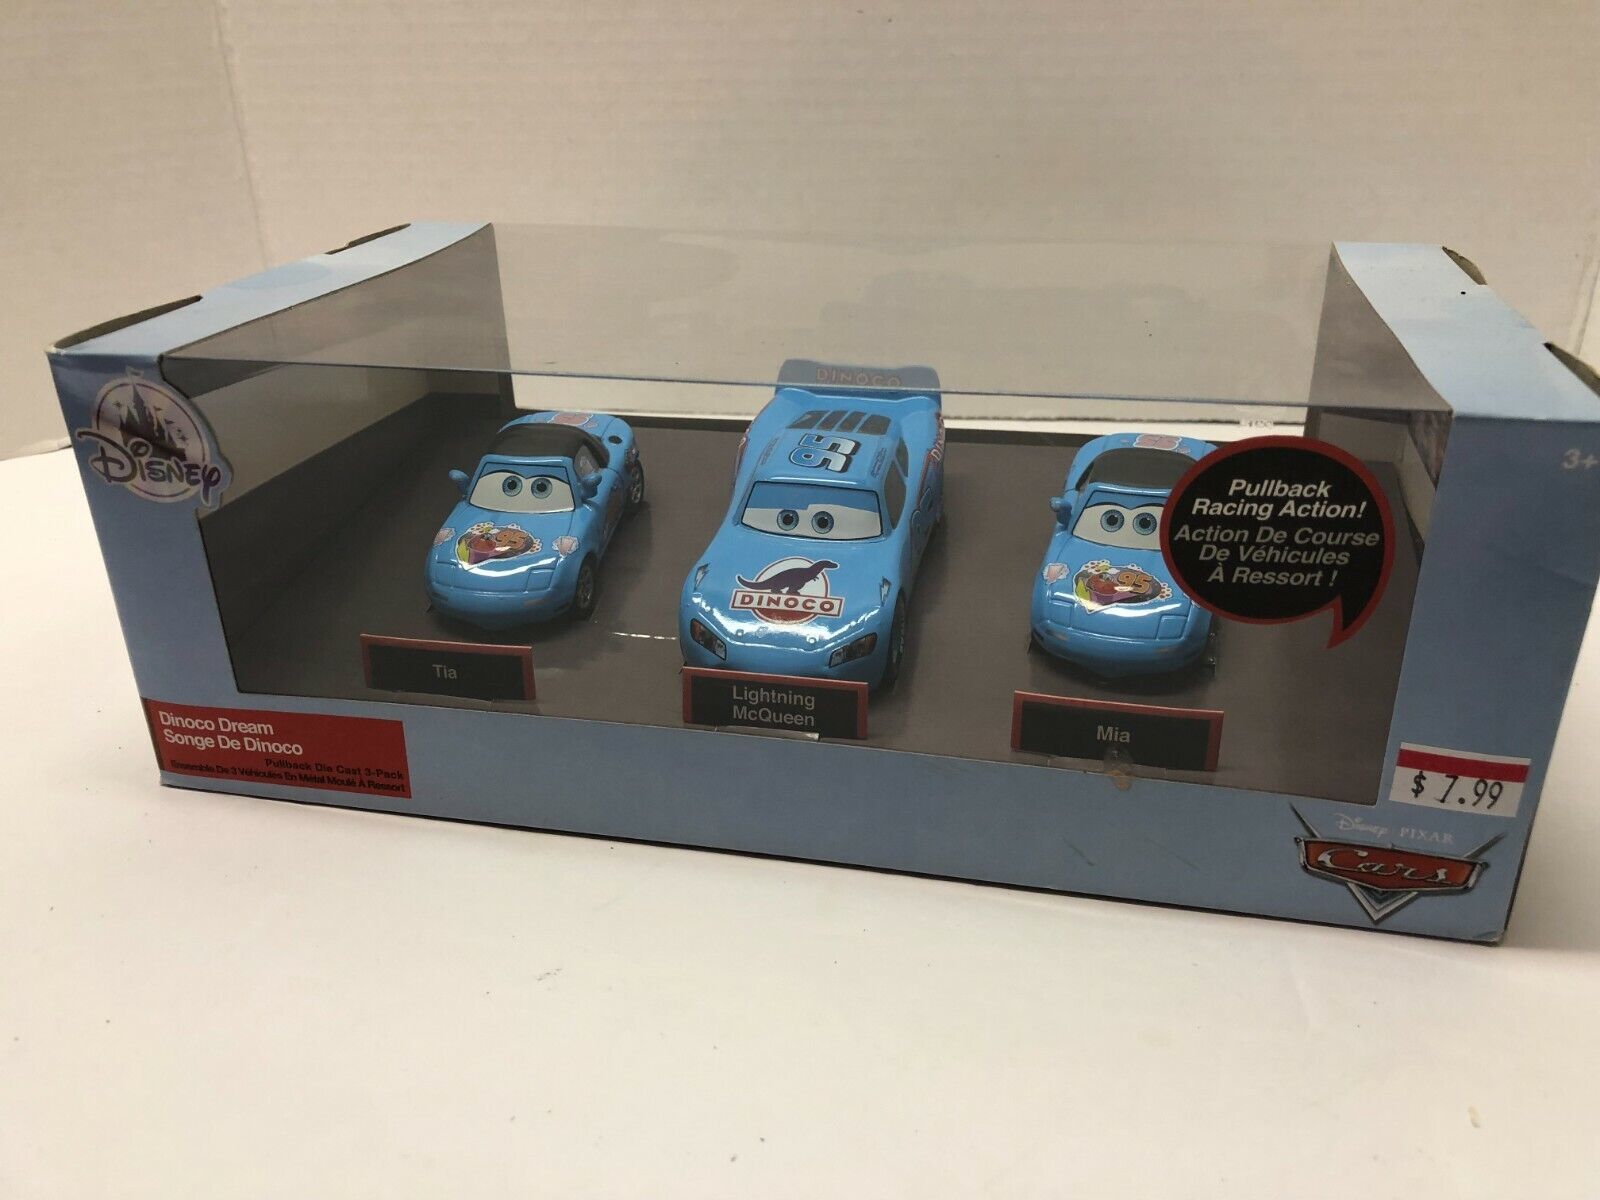 DISNEY
3+
DINOCO
95
Pullback
Racing Action!
Action De Course
De Véhicules
À Ressort !
95
DINOCO
95
Tia
Lightning
McQueen
Mia
Dinoco Dream
Songe De Dinoco
Pullback Die Cast 3-Pack
Ensemble De 3 Véhicules En Métal Moulé À Ressort
$ 7.99
Disney PIXAR
Cars